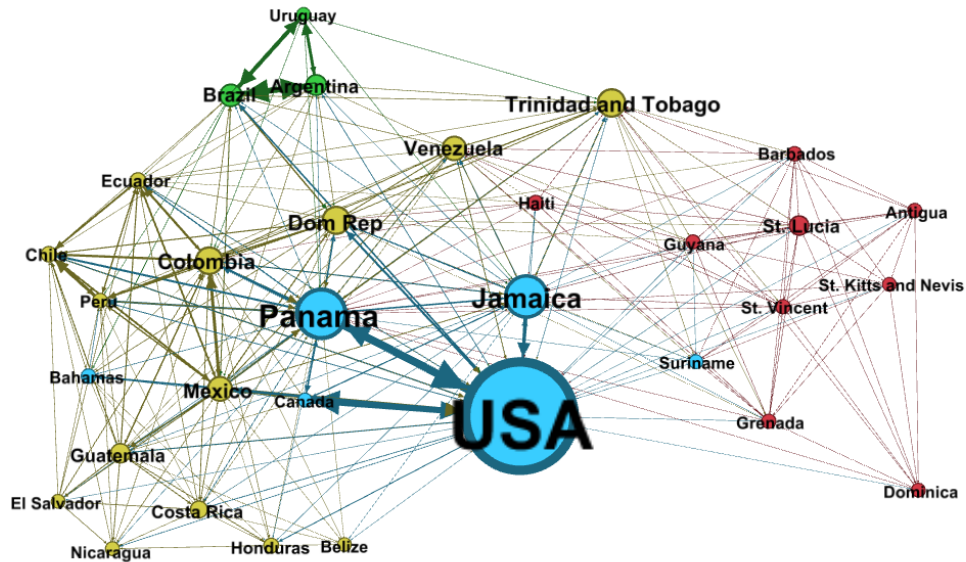 Uruguay
Brazil
Argentina
Trinidad and Tobago
Venezuela
Barbados
Ecuador
Haiti
Antigua
Dom Rep
St. Lucia
Guyana
Chile
Colombia
St. Kitts and Nevis
Peru
Panama
Jamaica
St. Vincent
Suriname
Bahamas
Mexico
Canada
USA
Grenada
Guatemala
Dominica
El Salvador
Costa Rica
Nicaragua
Honduras
Belize